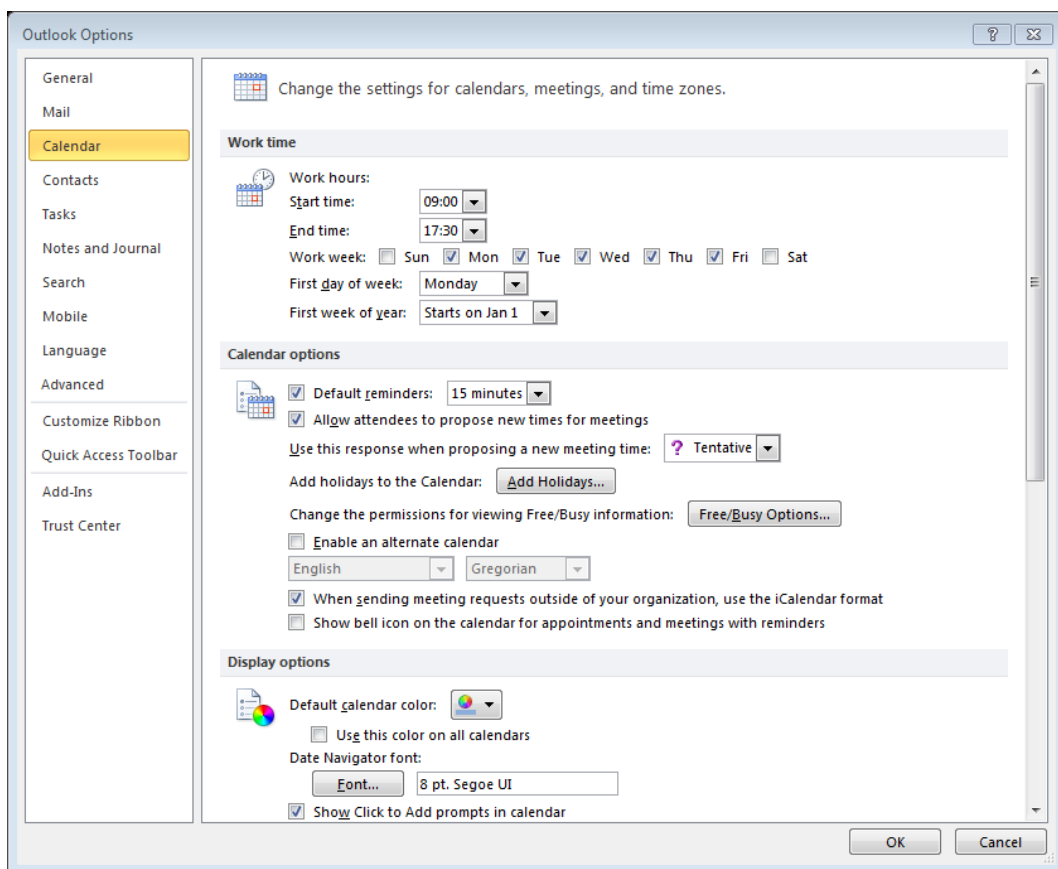 Outlook Options
General
Mail
Calendar
Contacts
Tasks
Notes and Journal
Search
Mobile
Language
Advanced
Customize Ribbon
Quick Access Toolbar
Add-Ins
Trust Center
Change the settings for calendars, meetings, and time zones.
Work time
Work hours:
Start time: 09:00
End time: 17:30
Work week: Sun Mon Tue Wed Thu Fri Sat
First day of week: Monday
First week of year: Starts on Jan 1
Calendar options
Default reminders: 15 minutes
Allow attendees to propose new times for meetings
Use this response when proposing a new meeting time: ? Tentative
Add holidays to the Calendar: Add Holidays...
Change the permissions for viewing Free/Busy information: Free/Busy Options...
Enable an alternate calendar
English Gregorian
When sending meeting requests outside of your organization, use the iCalendar format
Show bell icon on the calendar for appointments and meetings with reminders
Display options
Default calendar color:
Use this color on all calendars
Date Navigator font:
Font... 8 pt. Segoe UI
Show Click to Add prompts in calendar
OK Cancel